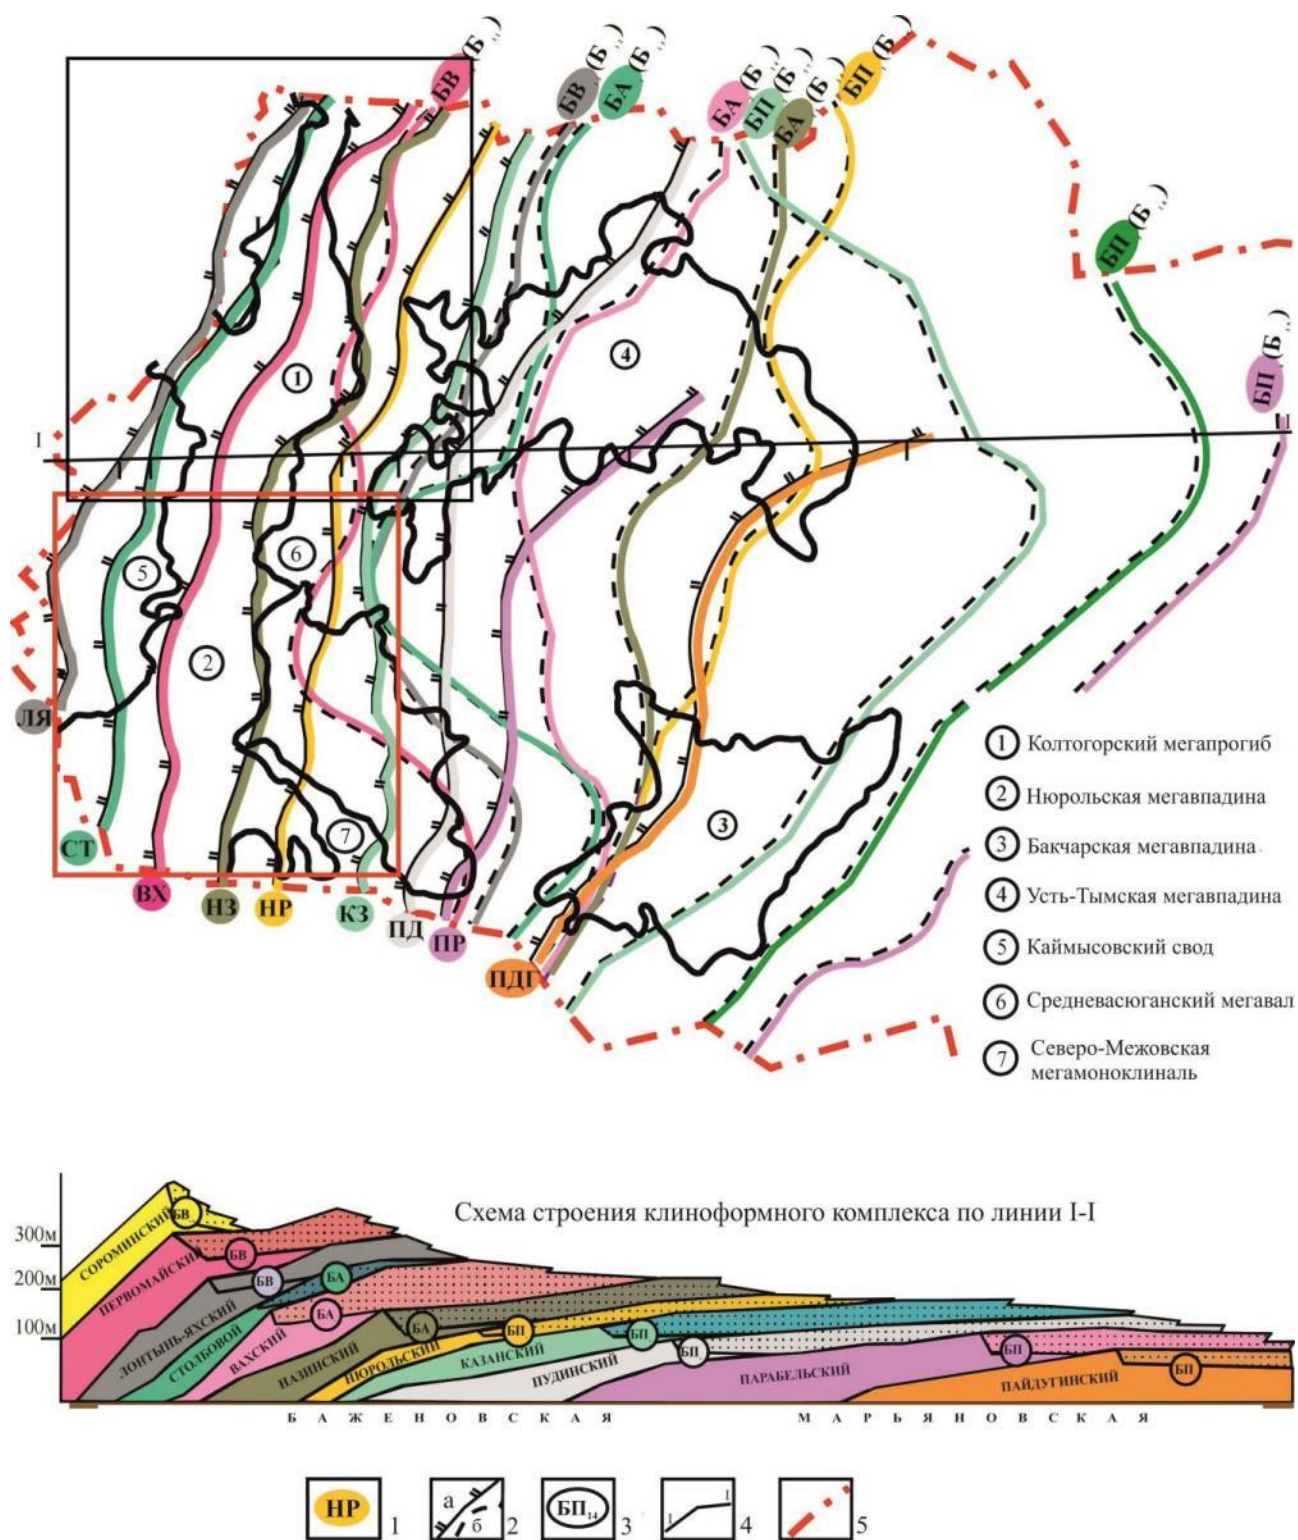 БВ (Б
БВ (Б
БА (Б
БА (Б
БП (Б
БА (Б
БП (Б
БП (Б
БП (Б
I
I
1
4
6
5
2
3
7
ЛЯ
СТ
ВХ
НЗ
НР
КЗ
ПД
ПР
ПДГ
1 Колтогорский мегапрогиб
2 Нюрольская мегавпадина
3 Бакчарская мегавпадина
4 Усть-Тымская мегавпадина
5 Каймысовский свод
6 Средневасюганский мегавал
7 Северо-Межовская
мегамоноклиналь
Схема строения клиноформного комплекса по линии I-I
300м
200м
100м
СОРОМИНСКИЙ
ПЕРВОМАЙСКИЙ
ЛОНТЫНЬ-ЯХСКИЙ
СТОЛБОВОЙ
ВАХСКИЙ
НАЗИНСКИЙ
НЮРОЛЬСКИЙ
КАЗАНСКИЙ
ПУДИНСКИЙ
ПАРАБЕЛЬСКИЙ
ПАЙДУГИНСКИЙ
БВ
БВ
БВ
БА
БА
БА
БП
БП
БП
БП
БП
БАЖЕНОВСКАЯ МАРЬЯНОВСКАЯ
НР 1
а б 2
БП14 3
I I 4
5